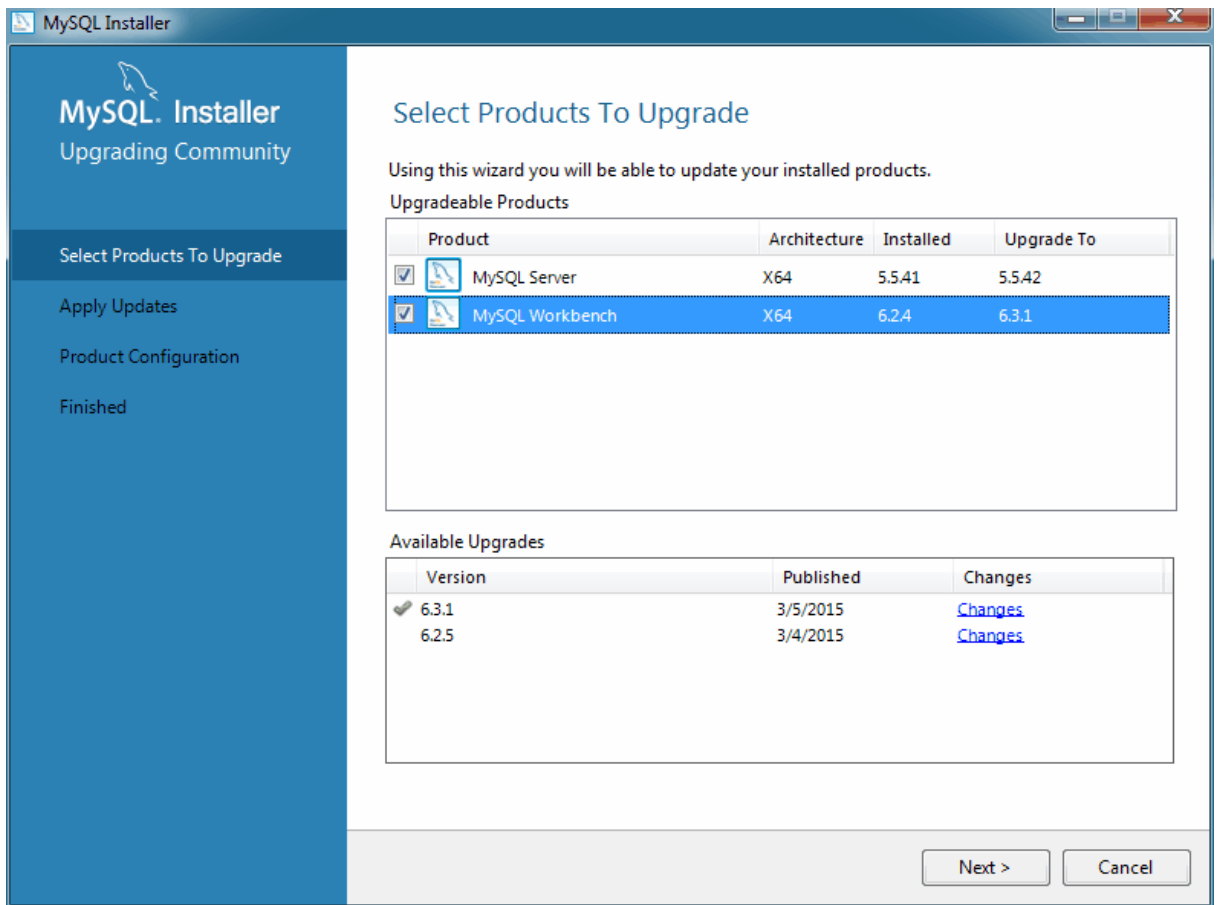 MySQL Installer
MySQL. Installer
Upgrading Community
Select Products To Upgrade
Apply Updates
Product Configuration
Finished
Select Products To Upgrade
Using this wizard you will be able to update your installed products.
Upgradeable Products
Product Architecture Installed Upgrade To
MySQL Server X64 5.5.41 5.5.42
MySQL Workbench X64 6.2.4 6.3.1
Available Upgrades
Version Published Changes
6.3.1 3/5/2015 Changes
6.2.5 3/4/2015 Changes
Next > Cancel